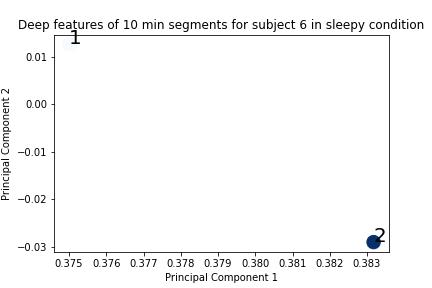 Deep features of 10 min segments for subject 6 in sleepy condition
1
0.01
0.00
−0.01
−0.02
−0.03
Principal Component 2
2
0.375 0.376 0.377 0.378 0.379 0.380 0.381 0.382 0.383
Principal Component 1